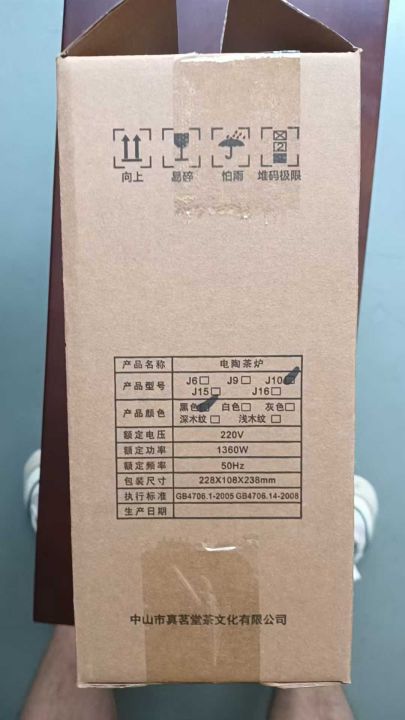 2
向上 易碎 怕雨 堆码极限
产品名称 电陶茶炉
产品型号 J6□ J9□ J10□
J15□ J16□
产品颜色 黑色□ 白色□ 灰色□
深木纹□ 浅木纹□
额定电压 220V
额定功率 1360W
额定频率 50Hz
包装尺寸 228X108X238mm
执行标准 GB4706.1-2005 GB4706.14-2008
生产日期
中山市真茗堂茶文化有限公司